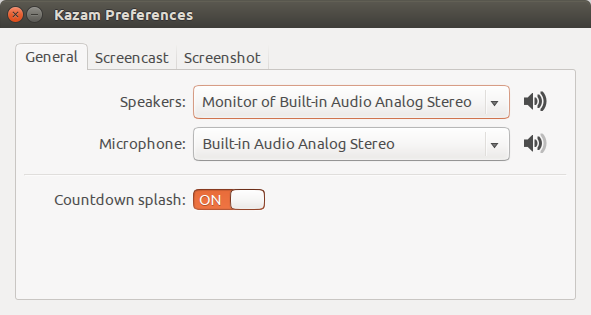 Kazam Preferences
General Screencast Screenshot
Speakers: Monitor of Built-in Audio Analog Stereo
Microphone: Built-in Audio Analog Stereo
Countdown splash: ON